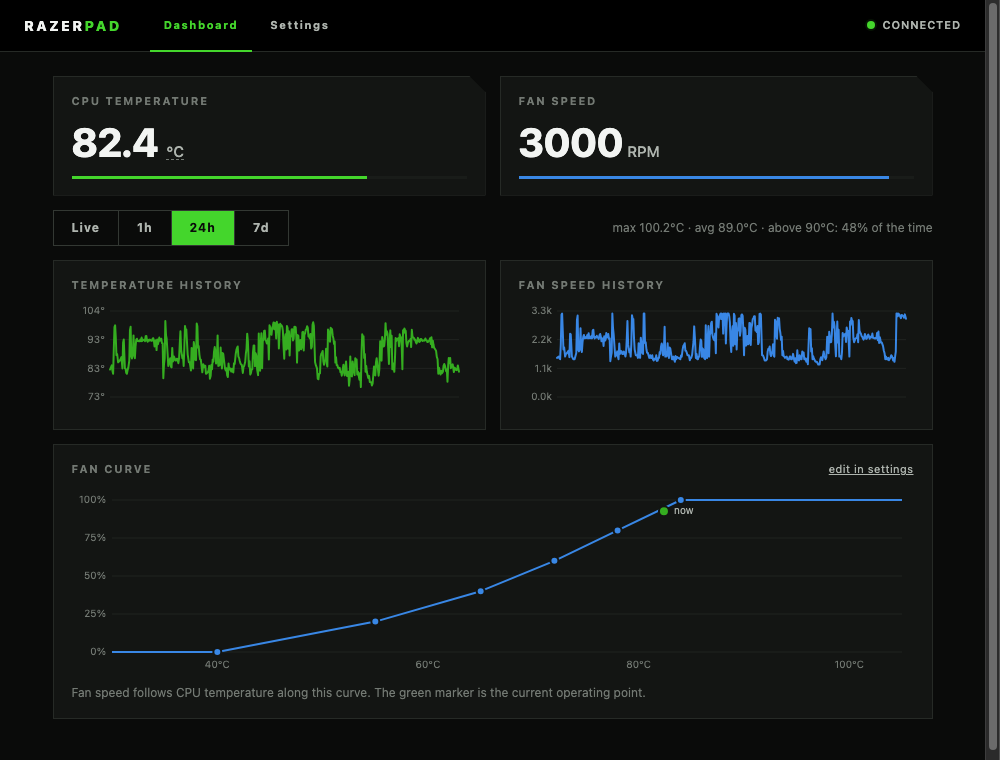 RAZERPAD Dashboard Settings CONNECTED
CPU TEMPERATURE
82.4 °C
FAN SPEED
3000 RPM
Live 1h 24h 7d
max 100.2°C · avg 89.0°C · above 90°C: 48% of the time
TEMPERATURE HISTORY
104°
93°
83°
73°
FAN SPEED HISTORY
3.3k
2.2k
1.1k
0.0k
FAN CURVE
edit in settings
100%
now
75%
50%
25%
0%
40°C 60°C 80°C 100°C
Fan speed follows CPU temperature along this curve. The green marker is the current operating point.